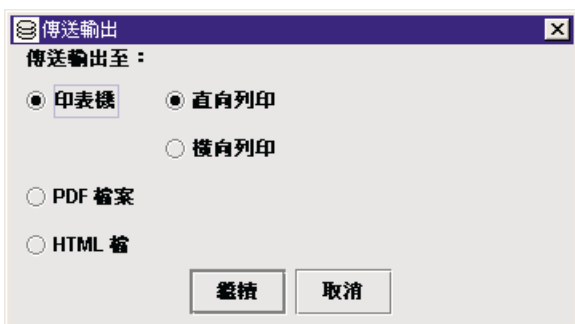 傳送輸出
傳送輸出至：
印表機 直向列印
橫向列印
PDF 檔案
HTML 檔
繼續 取消